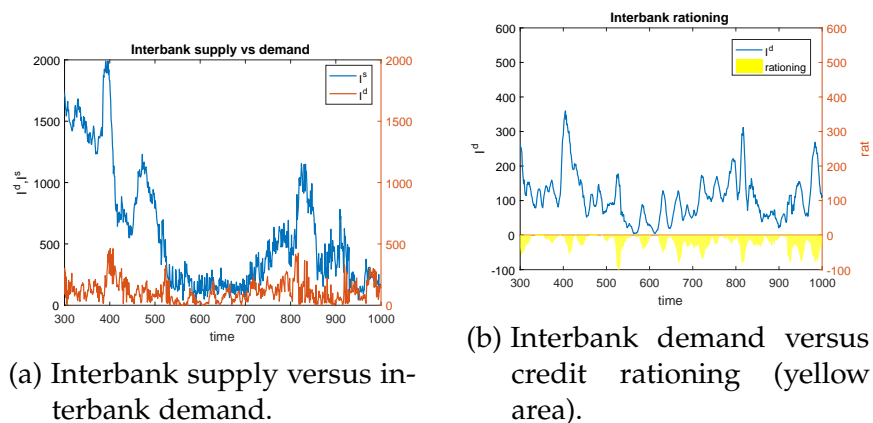 Interbank supply vs demand
2000
1500
1000
500
0
I^d,I^s
2000
1500
1000
500
0
I^s
I^d
300 400 500 600 700 800 900 1000
time
(a) Interbank supply versus in-
terbank demand.
Interbank rationing
600
500
400
300
200
100
0
-100
I^d
600
500
400
300
200
100
0
-100
rat
I^d
rationing
300 400 500 600 700 800 900 1000
time
(b) Interbank demand versus
credit rationing (yellow
area).